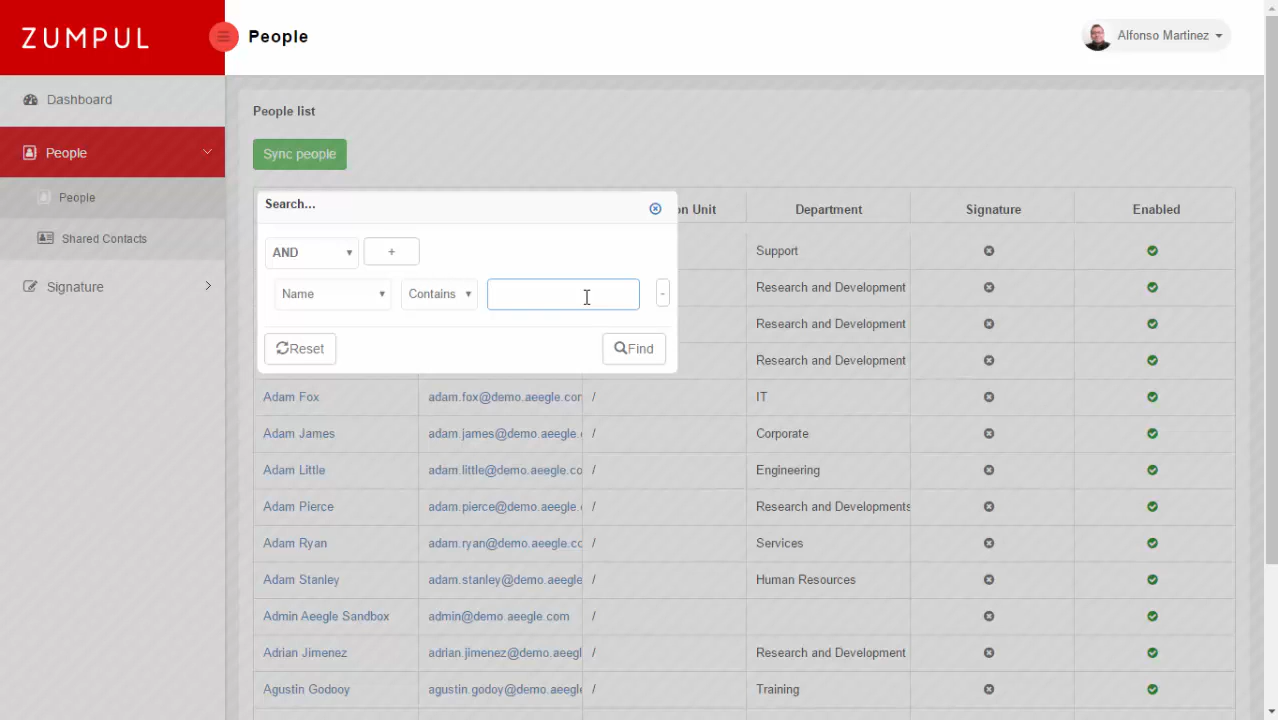 ZUMPUL
People
Alfonso Martinez
Dashboard
People
People
Shared Contacts
Signature
People list
Sync people
on Unit
Department
Signature
Enabled
Search...
AND
+
Name
Contains
-
Reset
Find
Support
Research and Development
Research and Development
Research and Development
Adam Fox adam.fox@demo.aeegle.con / IT
Adam James adam.james@demo.aeegle. / Corporate
Adam Little adam.little@demo.aeegle.co / Engineering
Adam Pierce adam.pierce@demo.aeegle. / Research and Developments
Adam Ryan adam.ryan@demo.aeegle.cc / Services
Adam Stanley adam.stanley@demo.aeegle / Human Resources
Admin Aeegle Sandbox admin@demo.aeegle.com /
Adrian Jimenez adrian.jimenez@demo.aeegl / Research and Development
Agustin Godooy agustin.godoy@demo.aeegle / Training